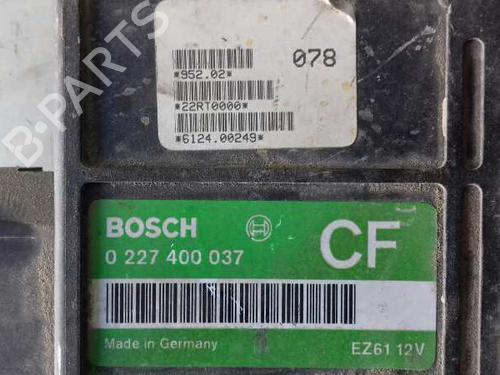 078
*952.02*
*22RT0000*
*6124.00249*
BOSCH
CF
0 227 400 037
Made in Germany
EZ61 12V
B-PARTS